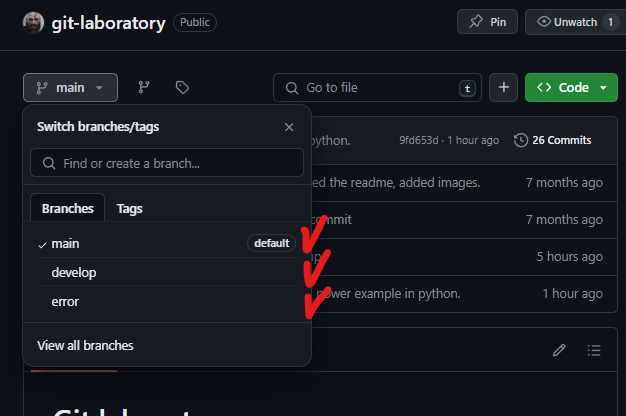 git-laboratory Public Pin Unwatch 1
main Go to file t + Code
Switch branches/tags
python. 9fd653d · 1 hour ago 26 Commits
Find or create a branch...
ed the readme, added images. 7 months ago
Branches Tags
commit 7 months ago
main default
5 hours ago
develop
power example in python. 1 hour ago
error
View all branches